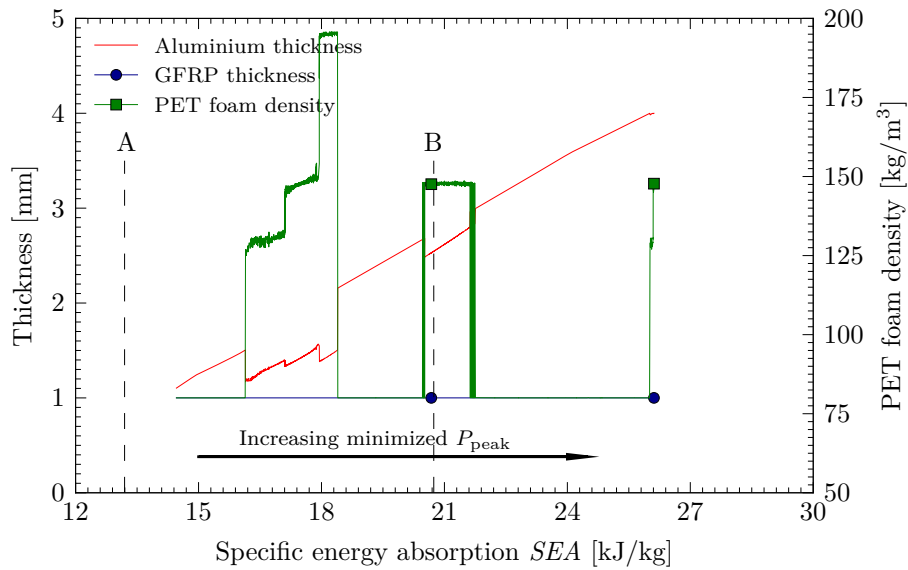 Aluminium thickness
GFRP thickness
PET foam density
A
B
Increasing minimized P_peak
0
1
2
3
4
5
Thickness [mm]
50
75
100
125
150
175
200
PET foam density [kg/m³]
12
15
18
21
24
27
30
Specific energy absorption SEA [kJ/kg]